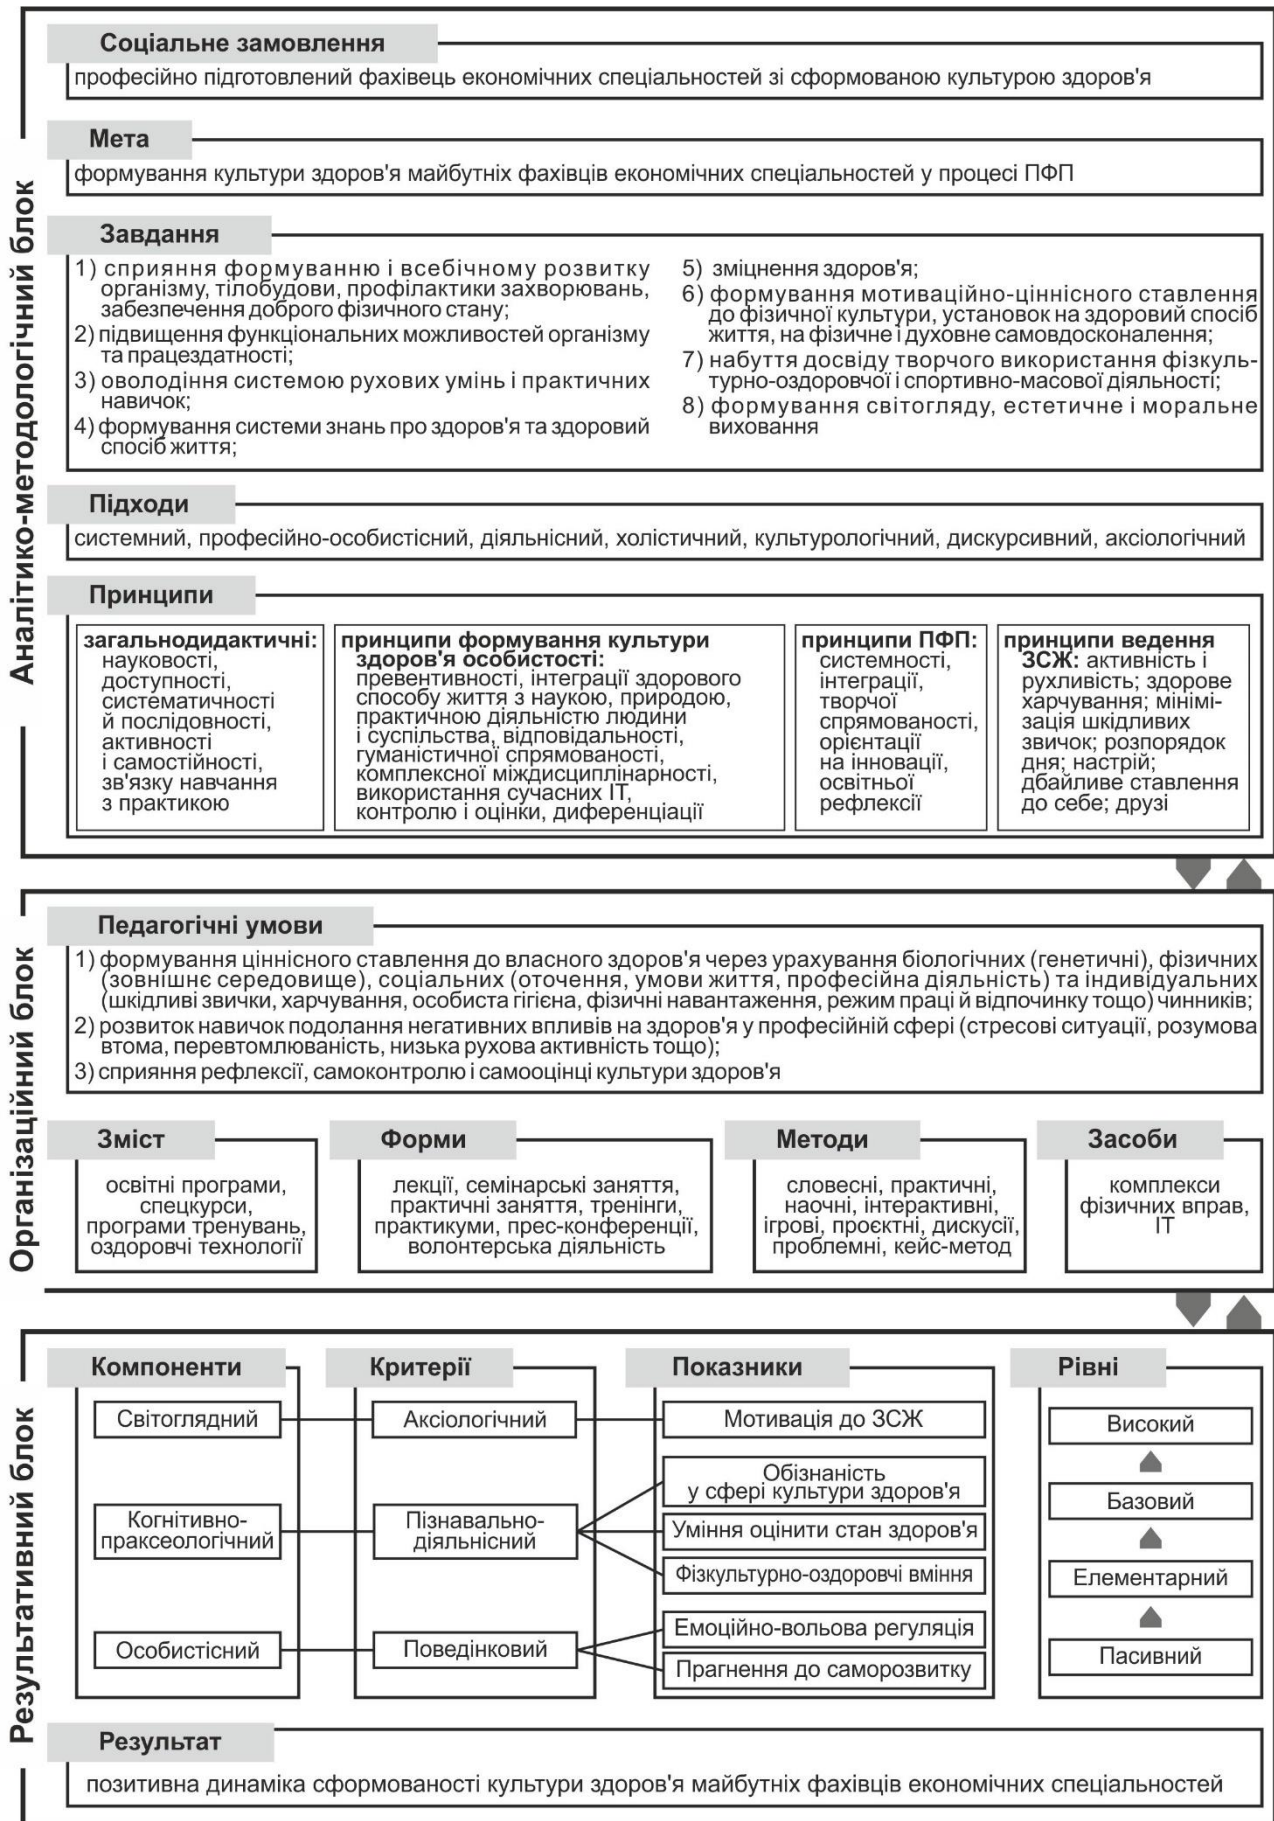 Аналітико-методологічний блок
Соціальне замовлення
професійно підготовлений фахівець економічних спеціальностей зі сформованою культурою здоров'я
Мета
формування культури здоров'я майбутніх фахівців економічних спеціальностей у процесі ПФП
Завдання
1) сприяння формуванню і всебічному розвитку
організму, тілобудови, профілактики захворювань,
забезпечення доброго фізичного стану;
2) підвищення функціональних можливостей організму
та працездатності;
3) оволодіння системою рухових умінь і практичних
навичок;
4) формування системи знань про здоров'я та здоровий
спосіб життя;
5) зміцнення здоров'я;
6) формування мотиваційно-ціннісного ставлення
до фізичної культури, установок на здоровий спосіб
життя, на фізичне і духовне самовдосконалення;
7) набуття досвіду творчого використання фізкуль-
турно-оздоровчої і спортивно-масової діяльності;
8) формування світогляду, естетичне і моральне
виховання
Підходи
системний, професійно-особистісний, діяльнісний, холістичний, культурологічний, дискурсивний, аксіологічний
Принципи
загальнодидактичні:
науковості,
доступності,
систематичності
й послідовності,
активності
і самостійності,
зв'язку навчання
з практикою
принципи формування культури
здоров'я особистості:
превентивності, інтеграції здорового
способу життя з наукою, природою,
практичною діяльністю людини
і суспільства, відповідальності,
гуманістичної спрямованості,
комплексної міждисциплінарності,
використання сучасних ІТ,
контролю і оцінки, диференціації
принципи ПФП:
системності,
інтеграції,
творчої
спрямованості,
орієнтації
на інновації,
освітньої
рефлексії
принципи ведення
ЗСЖ: активність і
рухливість; здорове
харчування; мінімі-
зація шкідливих
звичок; розпорядок
дня; настрій;
дбайливе ставлення
до себе; друзі
Організаційний блок
Педагогічні умови
1) формування ціннісного ставлення до власного здоров'я через урахування біологічних (генетичні), фізичних
(зовнішнє середовище), соціальних (оточення, умови життя, професійна діяльність) та індивідуальних
(шкідливі звички, харчування, особиста гігієна, фізичні навантаження, режим праці й відпочинку тощо) чинників;
2) розвиток навичок подолання негативних впливів на здоров'я у професійній сфері (стресові ситуації, розумова
втома, перевтомлюваність, низька рухова активність тощо);
3) сприяння рефлексії, самоконтролю і самооцінці культури здоров'я
Зміст
освітні програми,
спецкурси,
програми тренувань,
оздоровчі технології
Форми
лекції, семінарські заняття,
практичні заняття, тренінги,
практикуми, прес-конференції,
волонтерська діяльність
Методи
словесні, практичні,
наочні, інтерактивні,
ігрові, проєктні, дискусії,
проблемні, кейс-метод
Засоби
комплекси
фізичних вправ,
ІТ
Результативний блок
Компоненти
Критерії
Показники
Рівні
Світоглядний
Аксіологічний
Мотивація до ЗСЖ
Високий
Когнітивно-
праксеологічний
Пізнавально-
діяльнісний
Обізнаність
у сфері культури здоров'я
Уміння оцінити стан здоров'я
Фізкультурно-оздоровчі вміння
Базовий
Елементарний
Особистісний
Поведінковий
Емоційно-вольова регуляція
Прагнення до саморозвитку
Пасивний
Результат
позитивна динаміка сформованості культури здоров'я майбутніх фахівців економічних спеціальностей